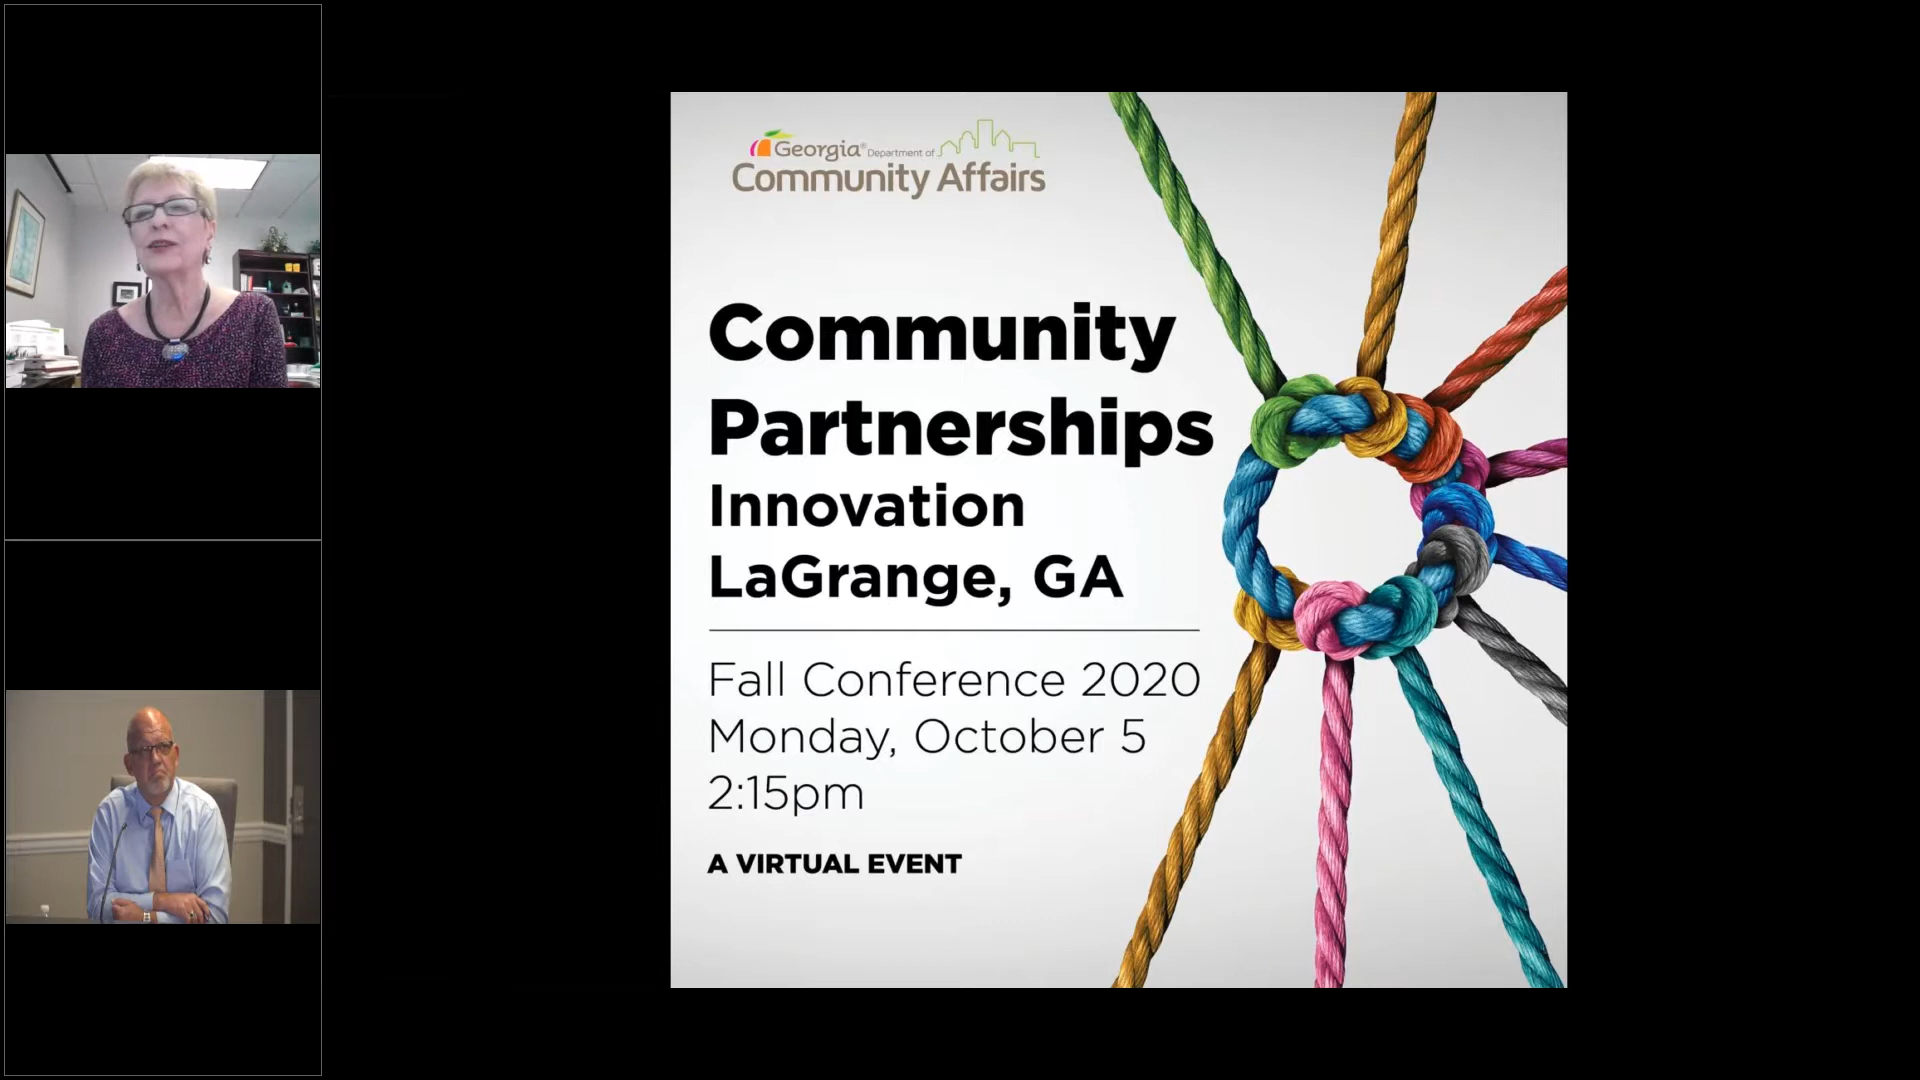 Georgia® Department of
Community Affairs
Community
Partnerships
Innovation
LaGrange, GA
Fall Conference 2020
Monday, October 5
2:15pm
A VIRTUAL EVENT